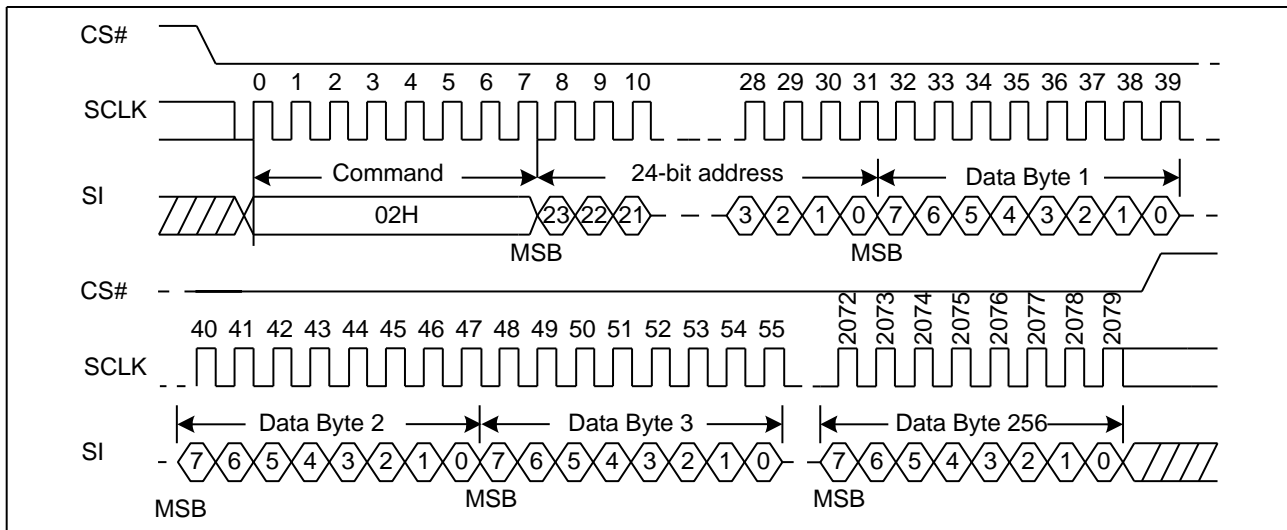 CS#
0 1 2 3 4 5 6 7 8 9 10 28 29 30 31 32 33 34 35 36 37 38 39
SCLK
Command 24-bit address Data Byte 1
SI
02H 23 22 21 3 2 1 0 7 6 5 4 3 2 1 0
MSB MSB
CS#
2072 2073 2074 2075 2076 2077 2078 2079
40 41 42 43 44 45 46 47 48 49 50 51 52 53 54 55
SCLK
Data Byte 2 Data Byte 3 Data Byte 256
SI
7 6 5 4 3 2 1 0 7 6 5 4 3 2 1 0 7 6 5 4 3 2 1 0
MSB MSB MSB